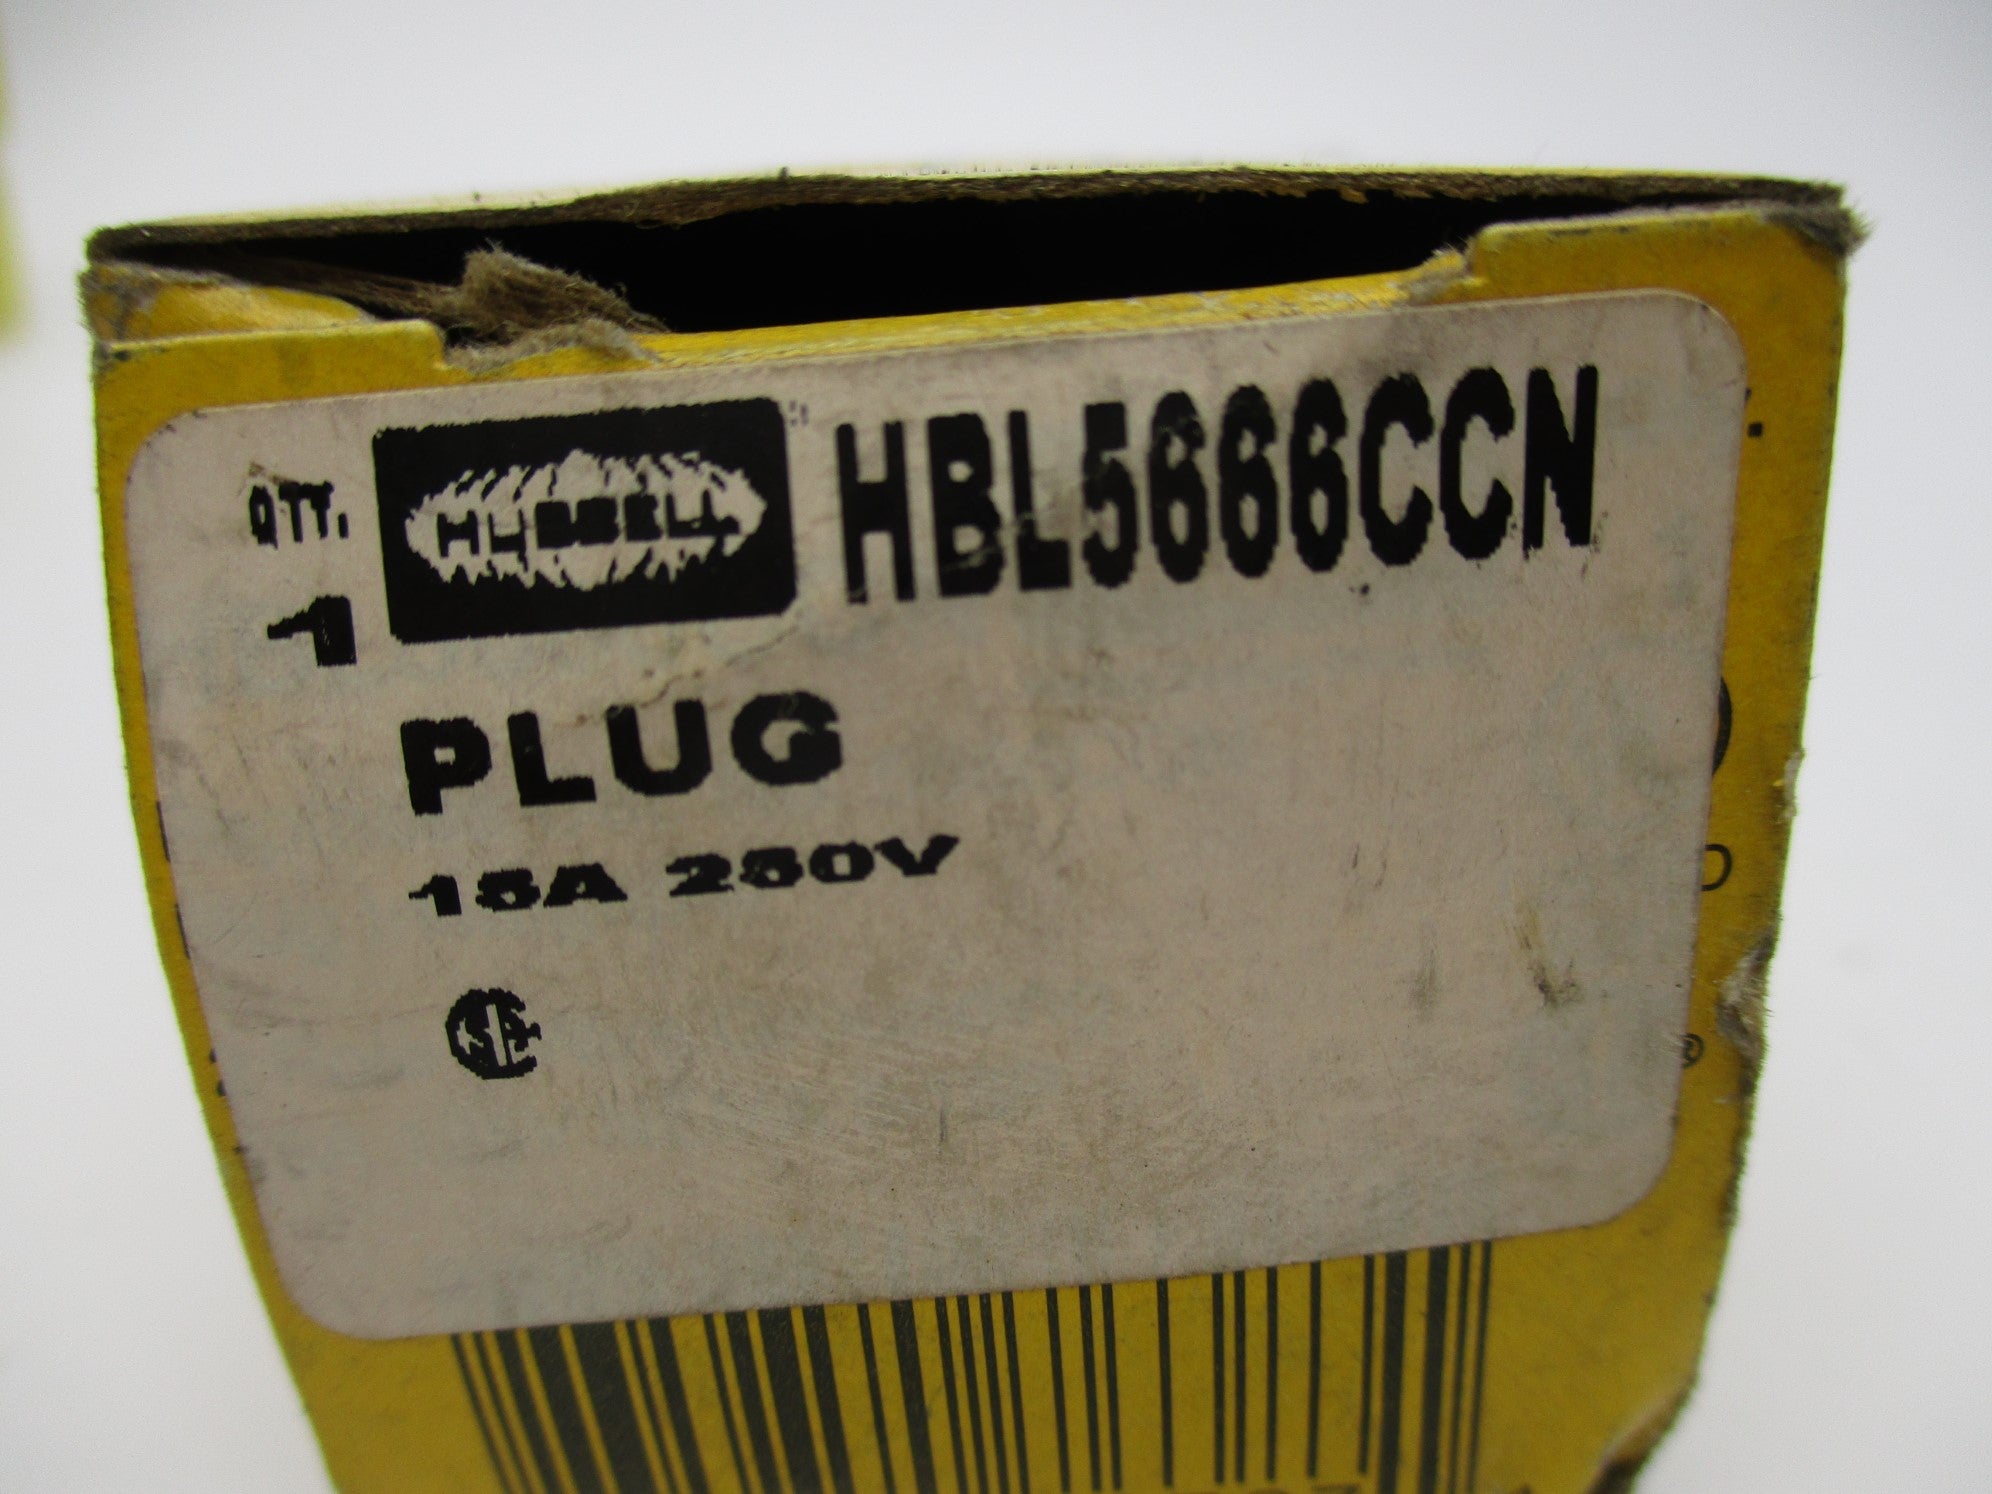 QTY.
HUBBELL
HBL5666CCN
1
PLUG
15A 250V
®